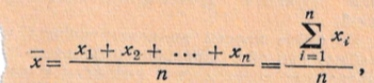 x̄ = (x₁ + x₂ + ... + xₙ)/n = (∑ᵢ₌₁ⁿ xᵢ)/n,